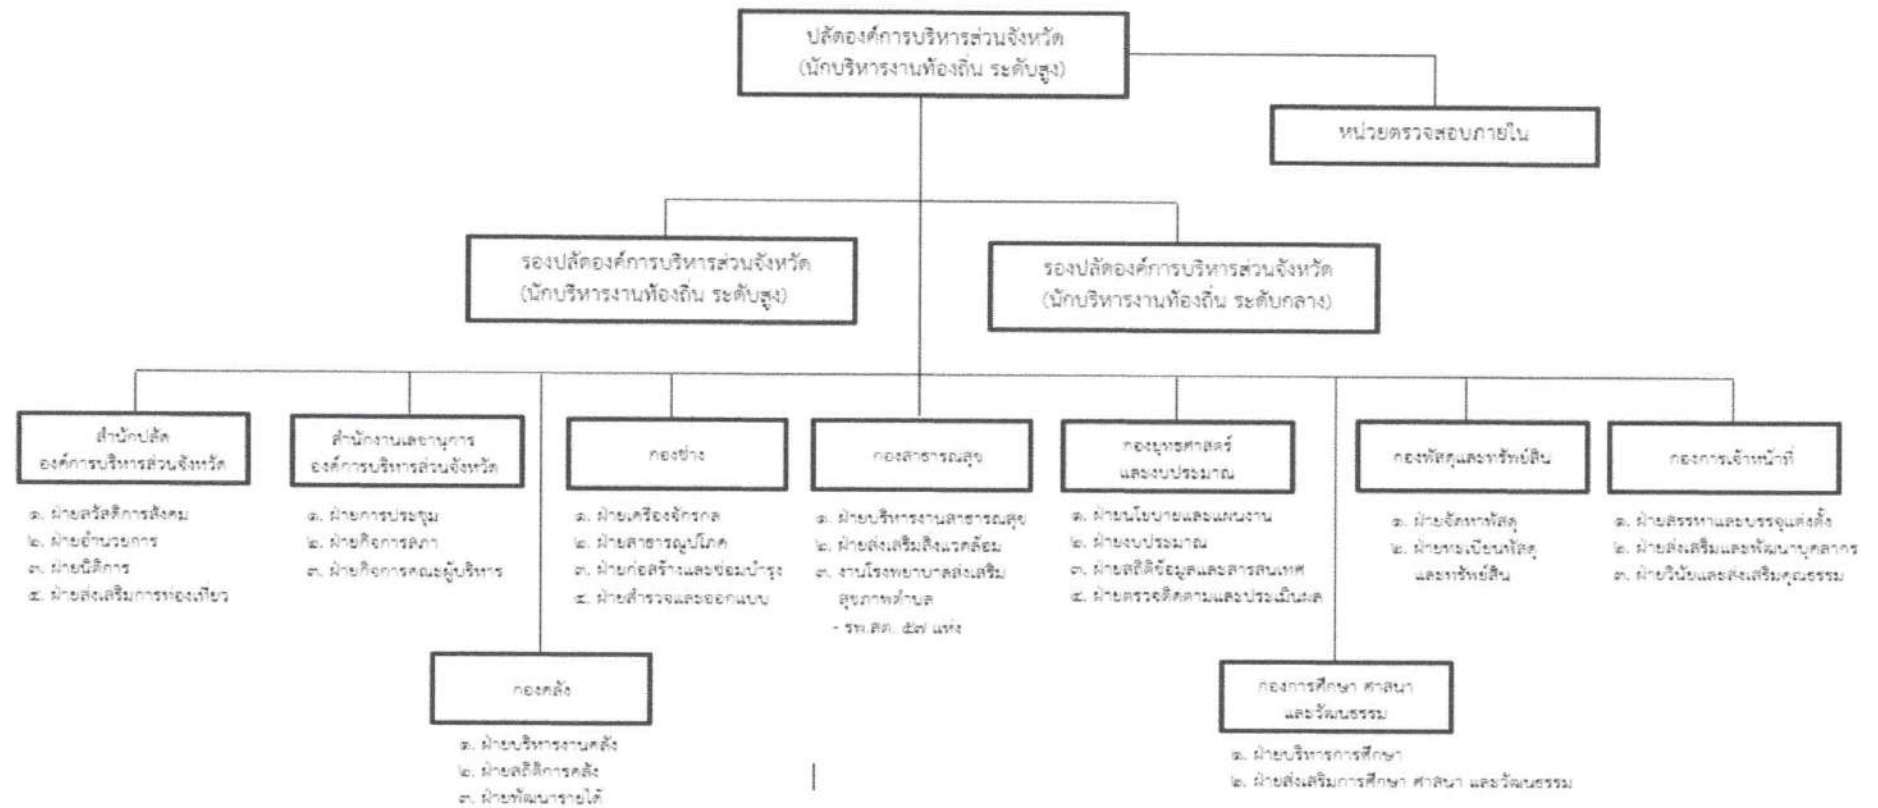 ปลัดองค์การบริหารส่วนจังหวัด
(นักบริหารงานท้องถิ่น ระดับสูง)
หน่วยตรวจสอบภายใน
รองปลัดองค์การบริหารส่วนจังหวัด
(นักบริหารงานท้องถิ่น ระดับสูง)
รองปลัดองค์การบริหารส่วนจังหวัด
(นักบริหารงานท้องถิ่น ระดับกลาง)
สำนักปลัด
องค์การบริหารส่วนจังหวัด
๑. ฝ่ายสวัสดิการสังคม
๒. ฝ่ายอำนวยการ
๓. ฝ่ายนิติการ
๔. ฝ่ายส่งเสริมการท่องเที่ยว
สำนักงานเลขานุการ
องค์การบริหารส่วนจังหวัด
๑. ฝ่ายการประชุม
๒. ฝ่ายกิจการสภา
๓. ฝ่ายกิจการคณะผู้บริหาร
กองช่าง
๑. ฝ่ายเครื่องจักรกล
๒. ฝ่ายสาธารณูปโภค
๓. ฝ่ายก่อสร้างและซ่อมบำรุง
๔. ฝ่ายสำรวจและออกแบบ
กองสาธารณสุข
๑. ฝ่ายบริหารงานสาธารณสุข
๒. ฝ่ายส่งเสริมสิ่งแวดล้อม
๓. งานโรงพยาบาลส่งเสริม
สุขภาพตำบล
- รพ.สต. ๕๗ แห่ง
กองยุทธศาสตร์
และงบประมาณ
๑. ฝ่ายนโยบายและแผนงาน
๒. ฝ่ายงบประมาณ
๓. ฝ่ายสถิติข้อมูลและสารสนเทศ
๔. ฝ่ายตรวจติดตามและประเมินผล
กองพัสดุและทรัพย์สิน
๑. ฝ่ายจัดหาพัสดุ
๒. ฝ่ายทะเบียนพัสดุ
และทรัพย์สิน
กองการเจ้าหน้าที่
๑. ฝ่ายสรรหาและบรรจุแต่งตั้ง
๒. ฝ่ายส่งเสริมและพัฒนาบุคลากร
๓. ฝ่ายวินัยและส่งเสริมคุณธรรม
กองคลัง
๑. ฝ่ายบริหารงานคลัง
๒. ฝ่ายสถิติการคลัง
๓. ฝ่ายพัฒนารายได้
กองการศึกษา ศาสนา
และวัฒนธรรม
๑. ฝ่ายบริหารการศึกษา
๒. ฝ่ายส่งเสริมการศึกษา ศาสนา และวัฒนธรรม